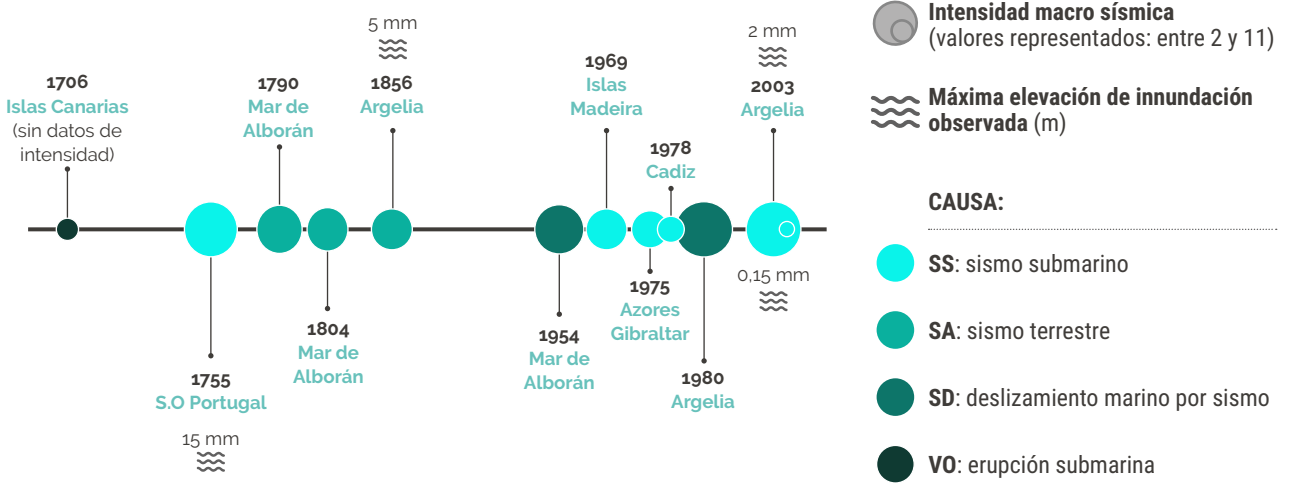 1706
Islas Canarias
(sin datos de
intensidad)
1755
S.O Portugal
15 mm
1790
Mar de
Alborán
1804
Mar de
Alborán
5 mm
1856
Argelia
1954
Mar de
Alborán
1969
Islas
Madeira
1975
Azores
Gibraltar
1978
Cadiz
1980
Argelia
2 mm
2003
Argelia
0,15 mm
Intensidad macro sísmica
(valores representados: entre 2 y 11)
Máxima elevación de innundación
observada (m)
CAUSA:
SS: sismo submarino
SA: sismo terrestre
SD: deslizamiento marino por sismo
VO: erupción submarina